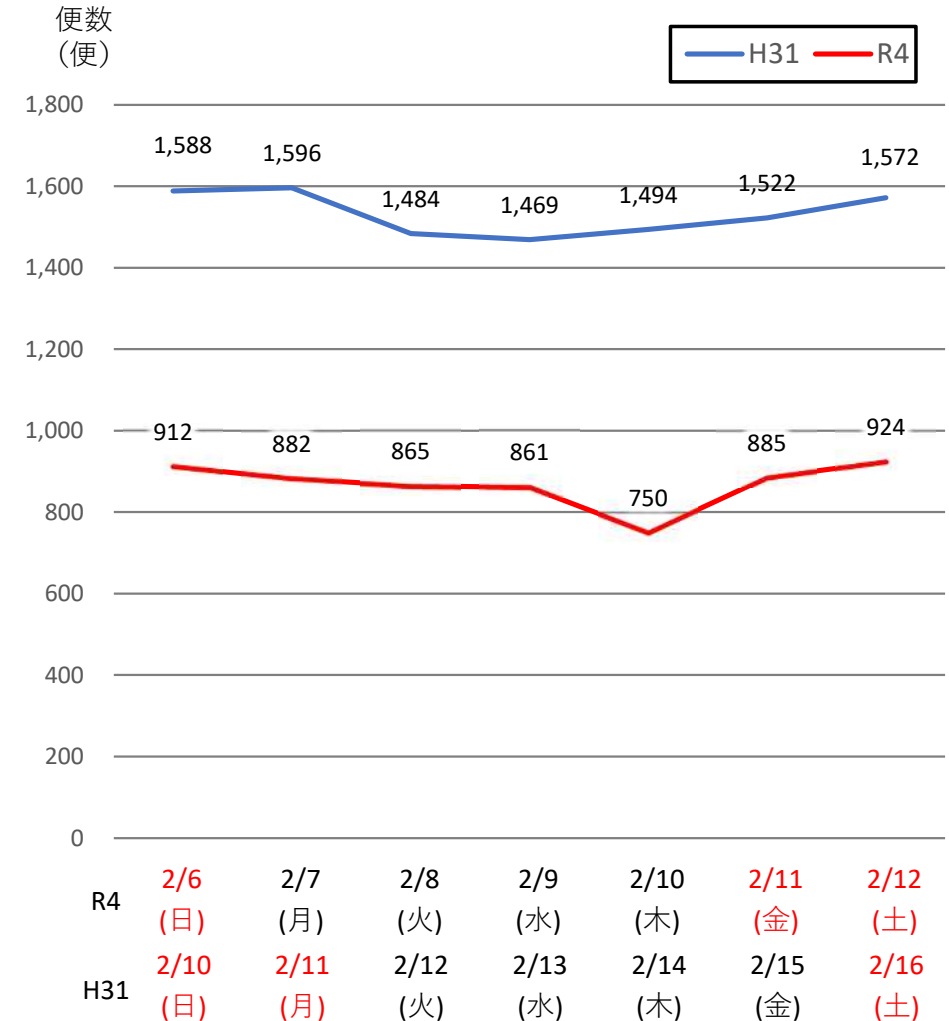 便数
（便）
H31 R4
1,800
1,600
1,400
1,200
1,000
800
600
400
200
0
1,588 1,596 1,484 1,469 1,494 1,522 1,572
912 882 865 861 750 885 924
R4 2/6 2/7 2/8 2/9 2/10 2/11 2/12
(日) (月) (火) (水) (木) (金) (土)
H31 2/10 2/11 2/12 2/13 2/14 2/15 2/16
(日) (月) (火) (水) (木) (金) (土)